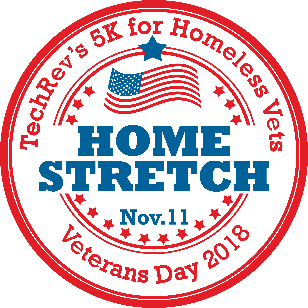 TechRev's 5K for Homeless Vets
HOME
STRETCH
Nov.11
Veterans Day 2018